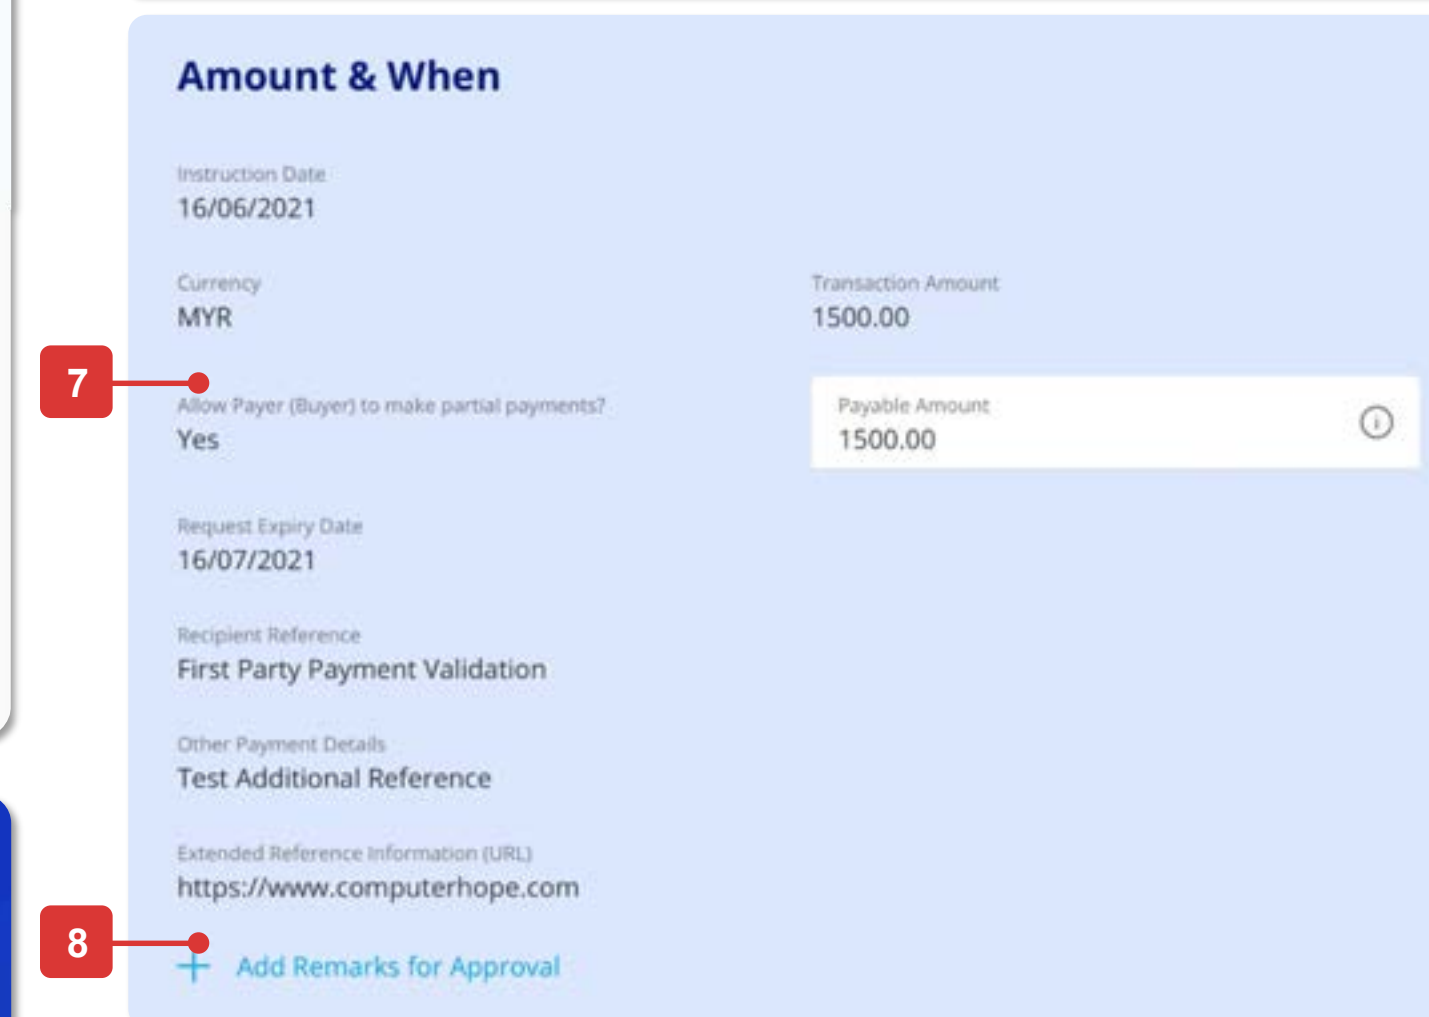 Amount & When
Instruction Date
16/06/2021
Currency
MYR
Transaction Amount
1500.00
7
Allow Payer (Buyer) to make partial payments?
Yes
Payable Amount
1500.00
i
Request Expiry Date
16/07/2021
Recipient Reference
First Party Payment Validation
Other Payment Details
Test Additional Reference
Extended Reference Information (URL)
https://www.computerhope.com
8
+ Add Remarks for Approval